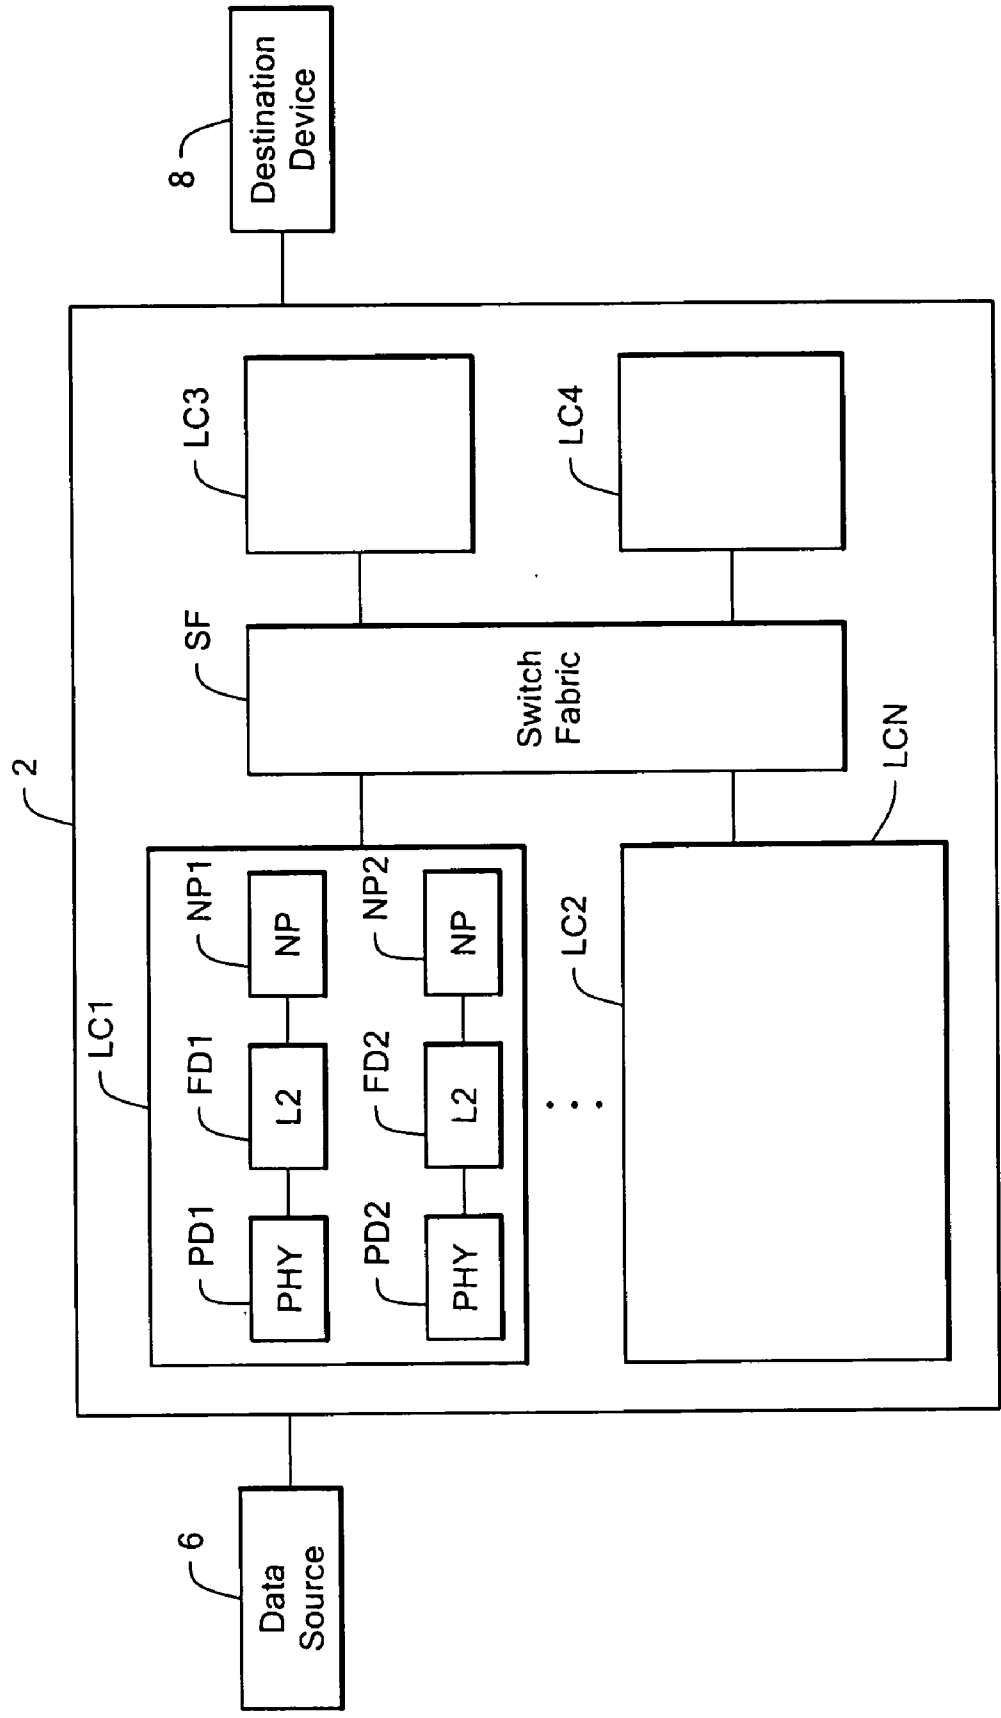 2
LC1
PD1
FD1
NP1
PHY
L2
NP
PD2
FD2
NP2
PHY
L2
NP
LC2
LCN
SF
Switch
Fabric
LC3
LC4
6
Data
Source
8
Destination
Device